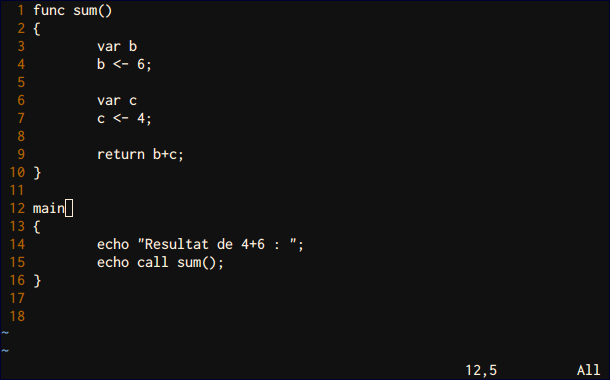 1 func sum()
2 {
3         var b
4         b <- 6;
5
6         var c
7         c <- 4;
8
9         return b+c;
10 }
11
12 main
13 {
14         echo "Resultat de 4+6 : ";
15         echo call sum();
16 }
17
18
~
~
12,5 All